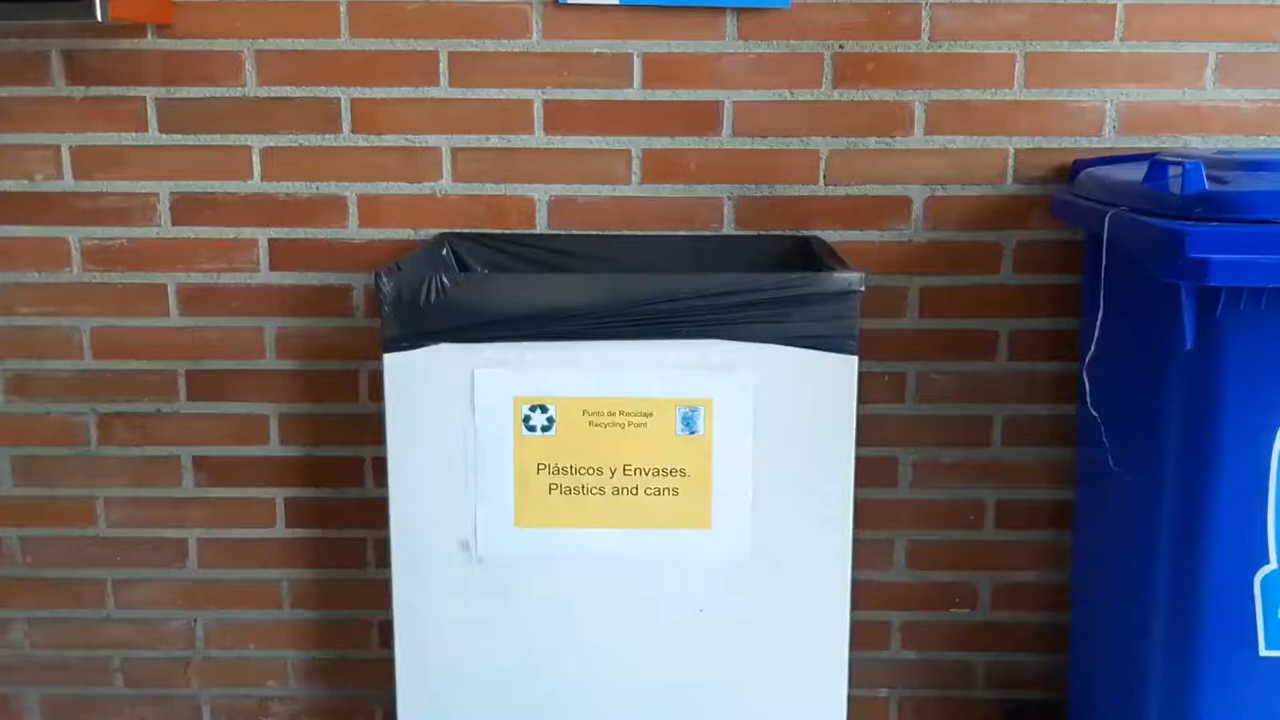 Punto de Reciclaje
Recycling Point
Plásticos y Envases.
Plastics and cans